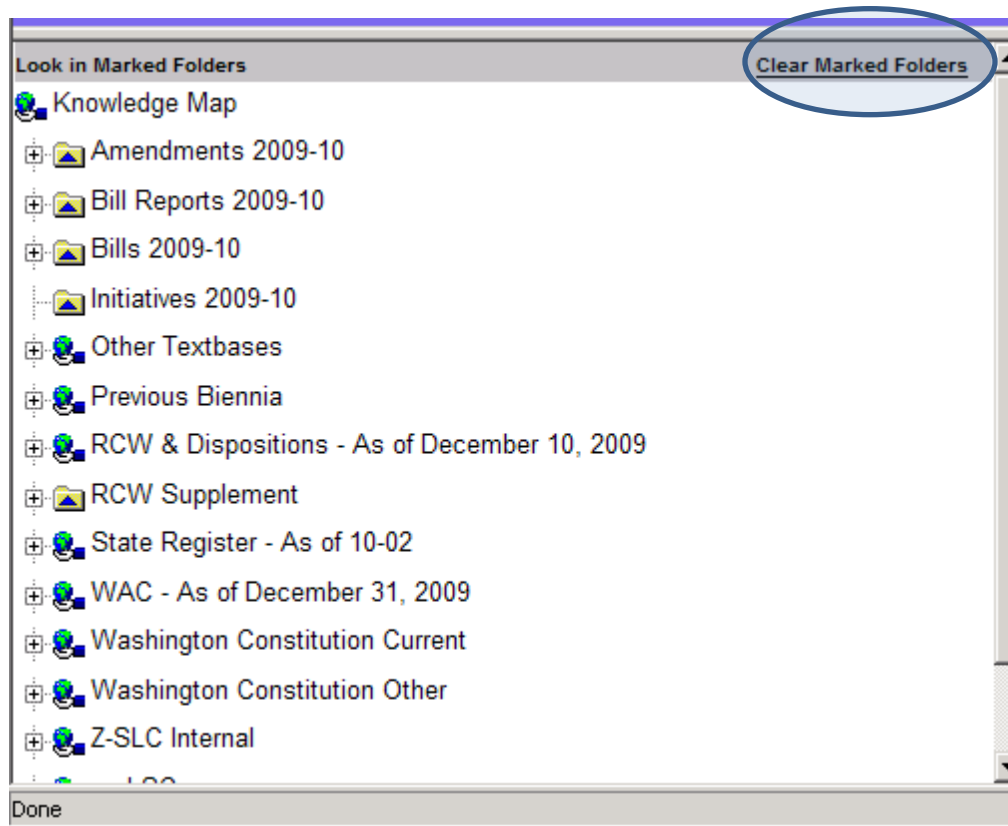 Look in Marked Folders Clear Marked Folders
Knowledge Map
Amendments 2009-10
Bill Reports 2009-10
Bills 2009-10
Initiatives 2009-10
Other Textbases
Previous Biennia
RCW & Dispositions - As of December 10, 2009
RCW Supplement
State Register - As of 10-02
WAC - As of December 31, 2009
Washington Constitution Current
Washington Constitution Other
Z-SLC Internal
Done